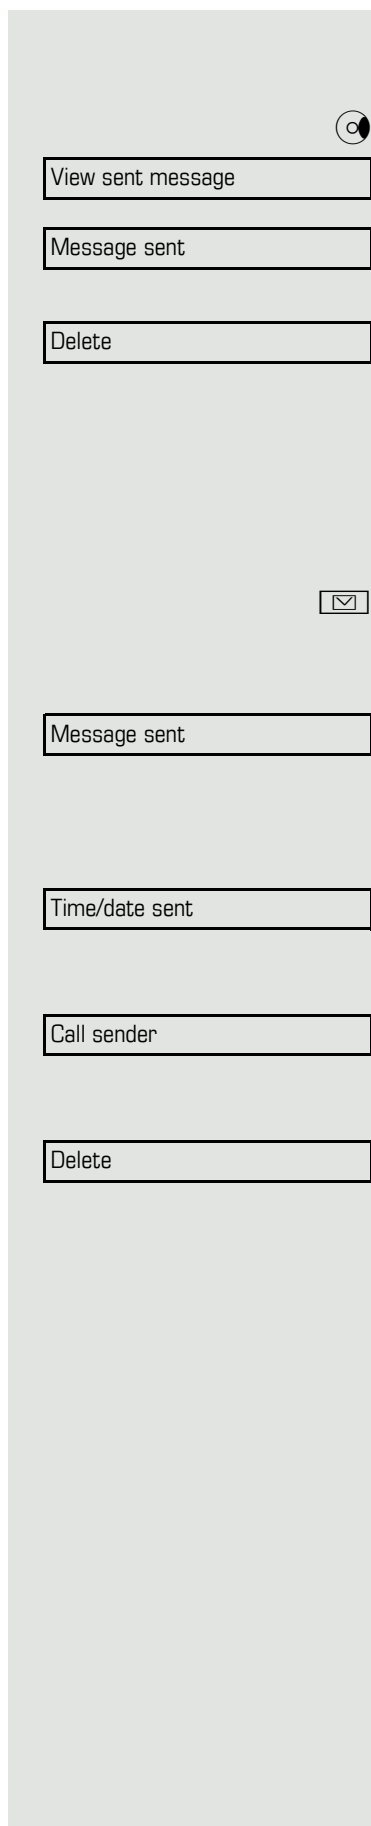 View sent message
Message sent
Delete
Message sent
Time/date sent
Call sender
Delete